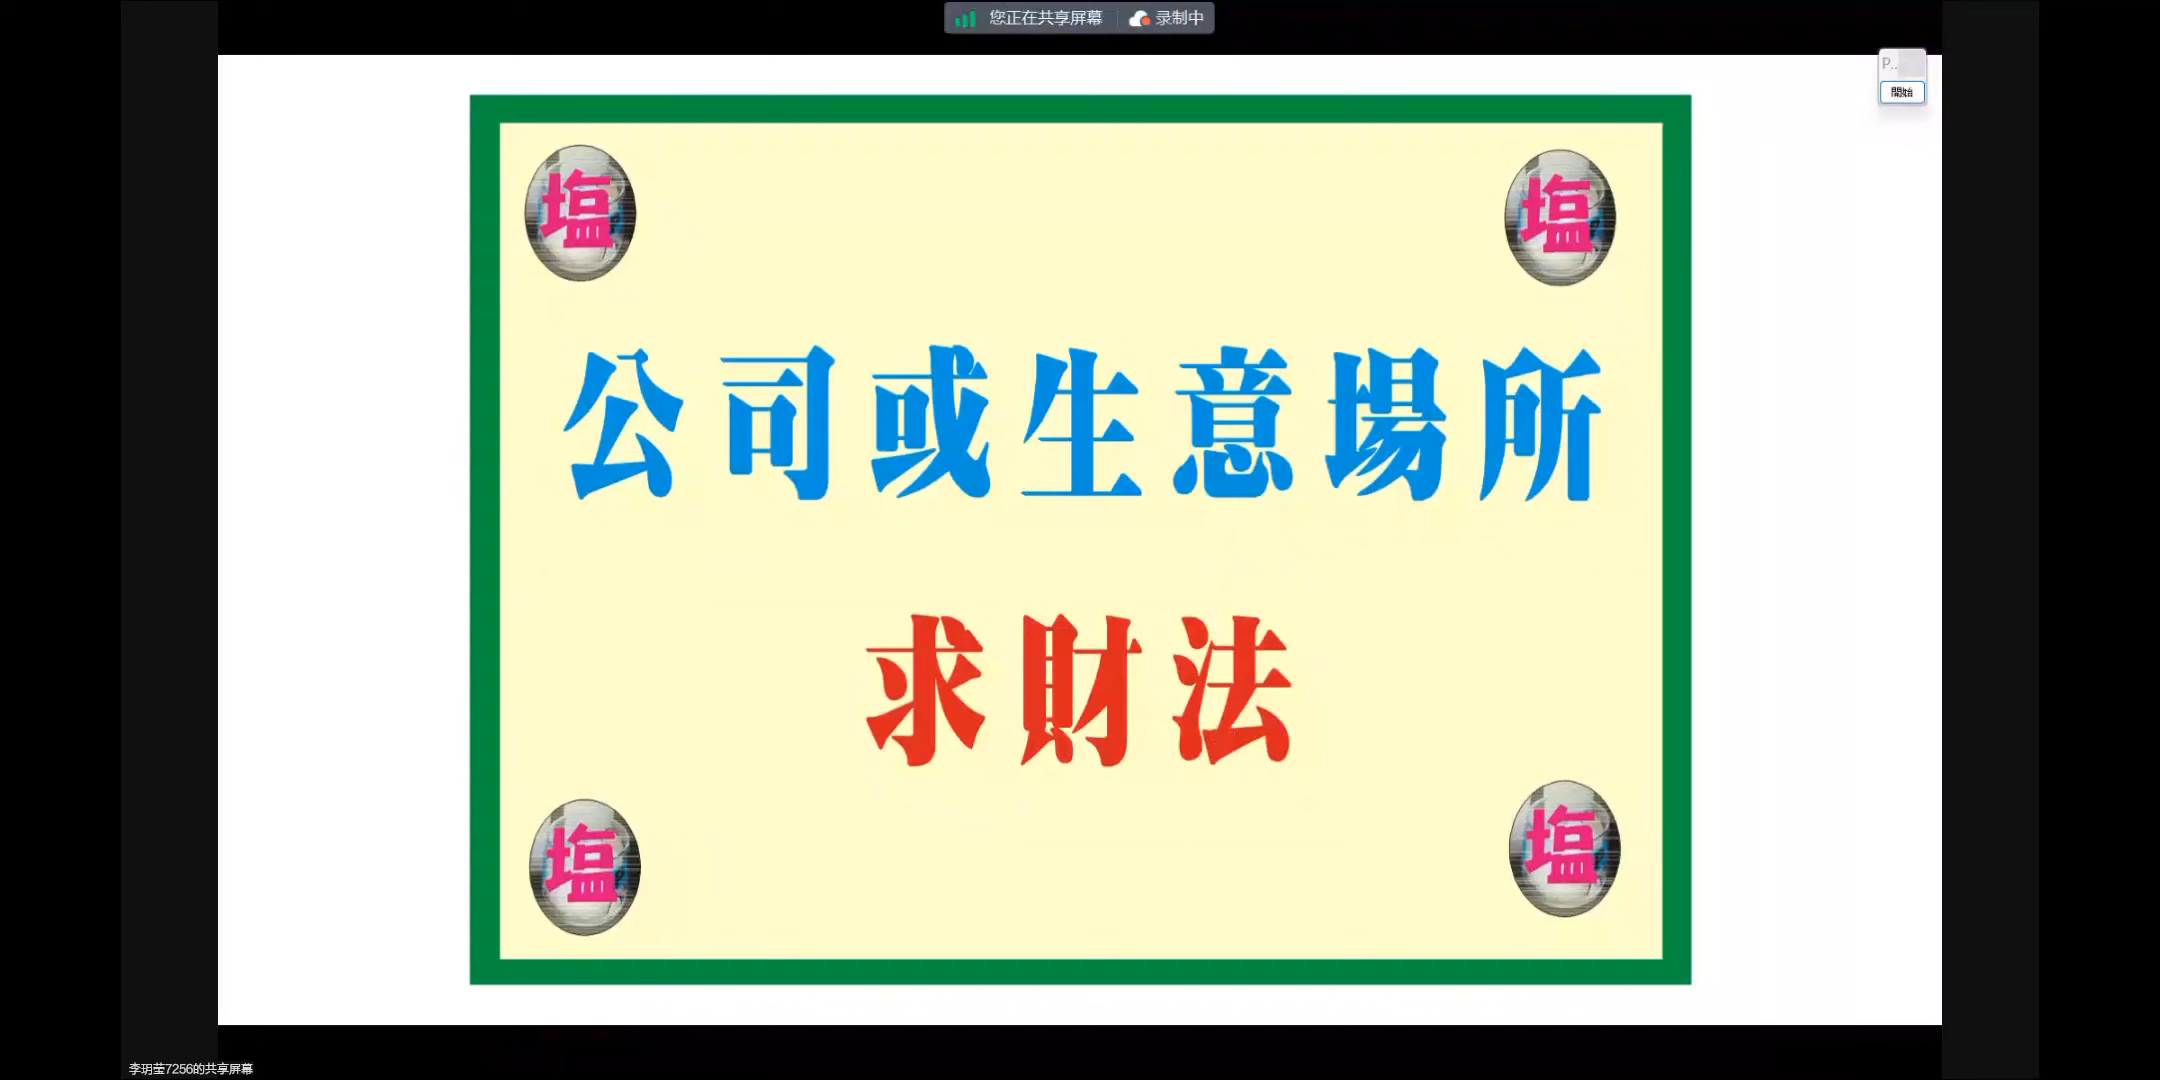 您正在共享屏幕 录制中
P..
開始
塩 塩
公司或生意場所
求財法
塩 塩
李玥莹7256的共享屏幕